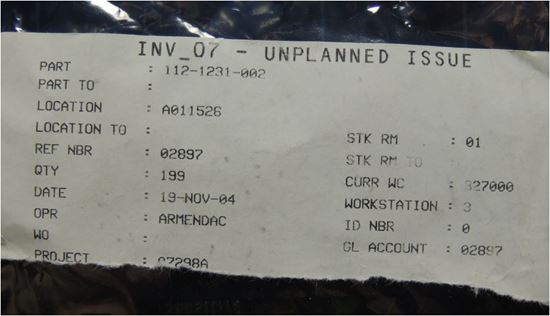 INV_07 - UNPLANNED ISSUE
PART : 112-1231-002
PART TO :
LOCATION : A011526
LOCATION TO :
REF NBR : 02897
QTY : 199
DATE : 19-NOV-04
OPR : ARMENDAC
WO :
PROJECT : 07298A
STK RM : 01
STK RM TO :
CURR WC : 327000
WORKSTATION : 3
ID NBR : 0
GL ACCOUNT : 02897